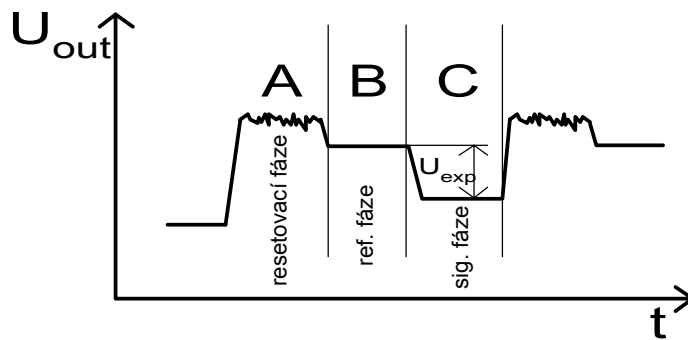 U_out
A
B
C
resetovací fáze
ref. fáze
U_exp
sig. fáze
t